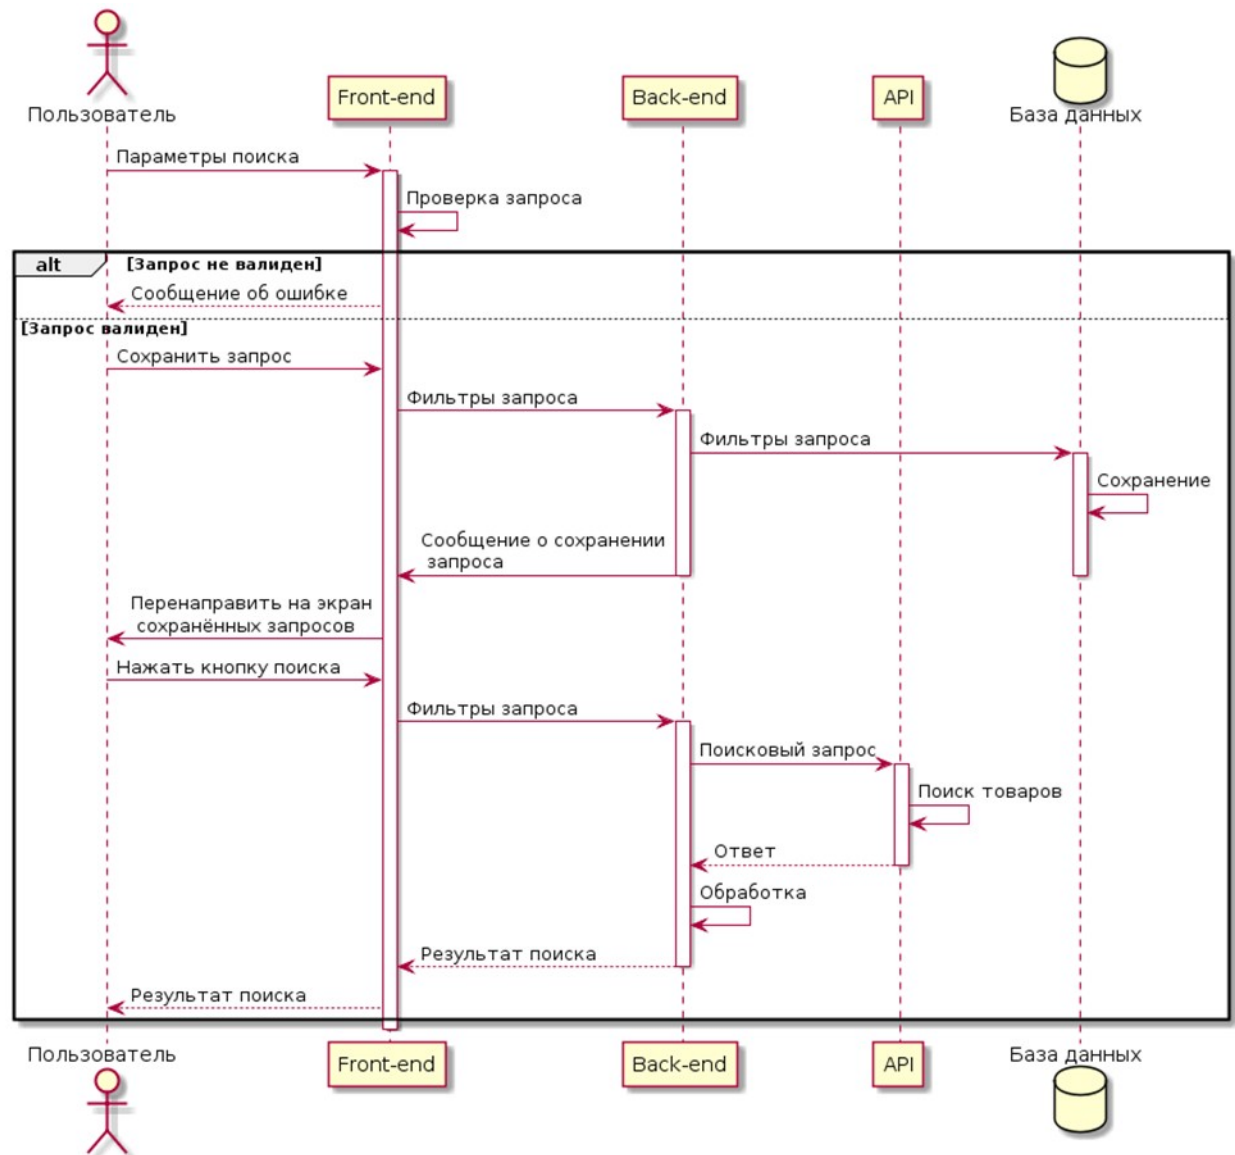 Пользователь
Front-end
Back-end
API
База данных
Параметры поиска
Проверка запроса
alt
[Запрос не валиден]
Сообщение об ошибке
[Запрос валиден]
Сохранить запрос
Фильтры запроса
Фильтры запроса
Сохранение
Сообщение о сохранении
запроса
Перенаправить на экран
сохранённых запросов
Нажать кнопку поиска
Фильтры запроса
Поисковый запрос
Поиск товаров
Ответ
Обработка
Результат поиска
Результат поиска
Пользователь
Front-end
Back-end
API
База данных